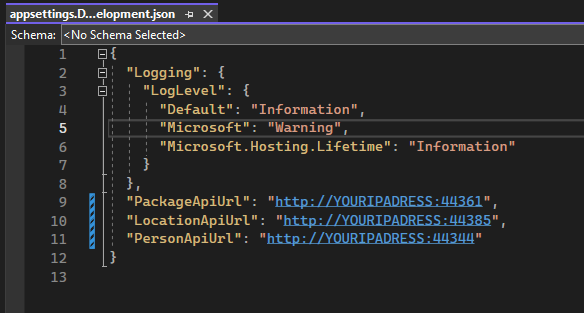 appsettings.D...elopment.json
Schema: <No Schema Selected>
1 {
2 "Logging": {
3 "LogLevel": {
4 "Default": "Information",
5 "Microsoft": "Warning",
6 "Microsoft.Hosting.Lifetime": "Information"
7 }
8 },
9 "PackageApiUrl": "http://YOURIPADRESS:44361",
10 "LocationApiUrl": "http://YOURIPADRESS:44385",
11 "PersonApiUrl": "http://YOURIPADRESS:44344"
12 }
13